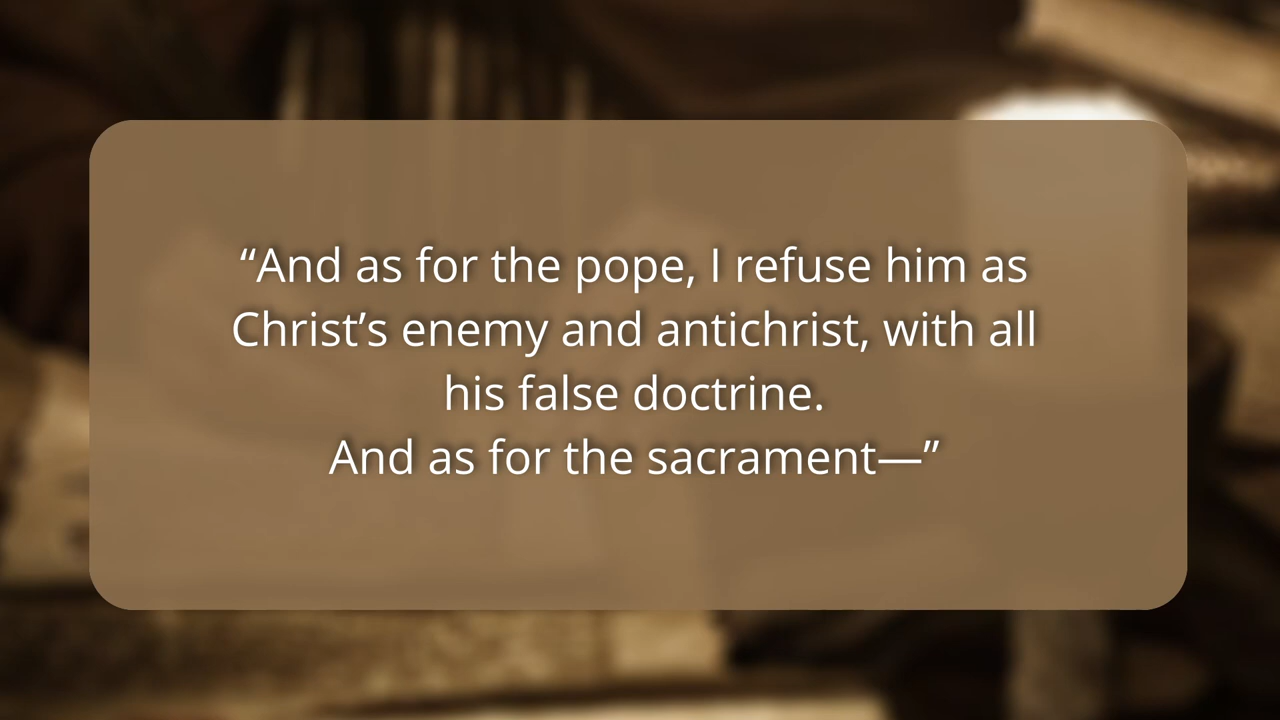 “And as for the pope, I refuse him as
Christ’s enemy and antichrist, with all
his false doctrine.
And as for the sacrament—”